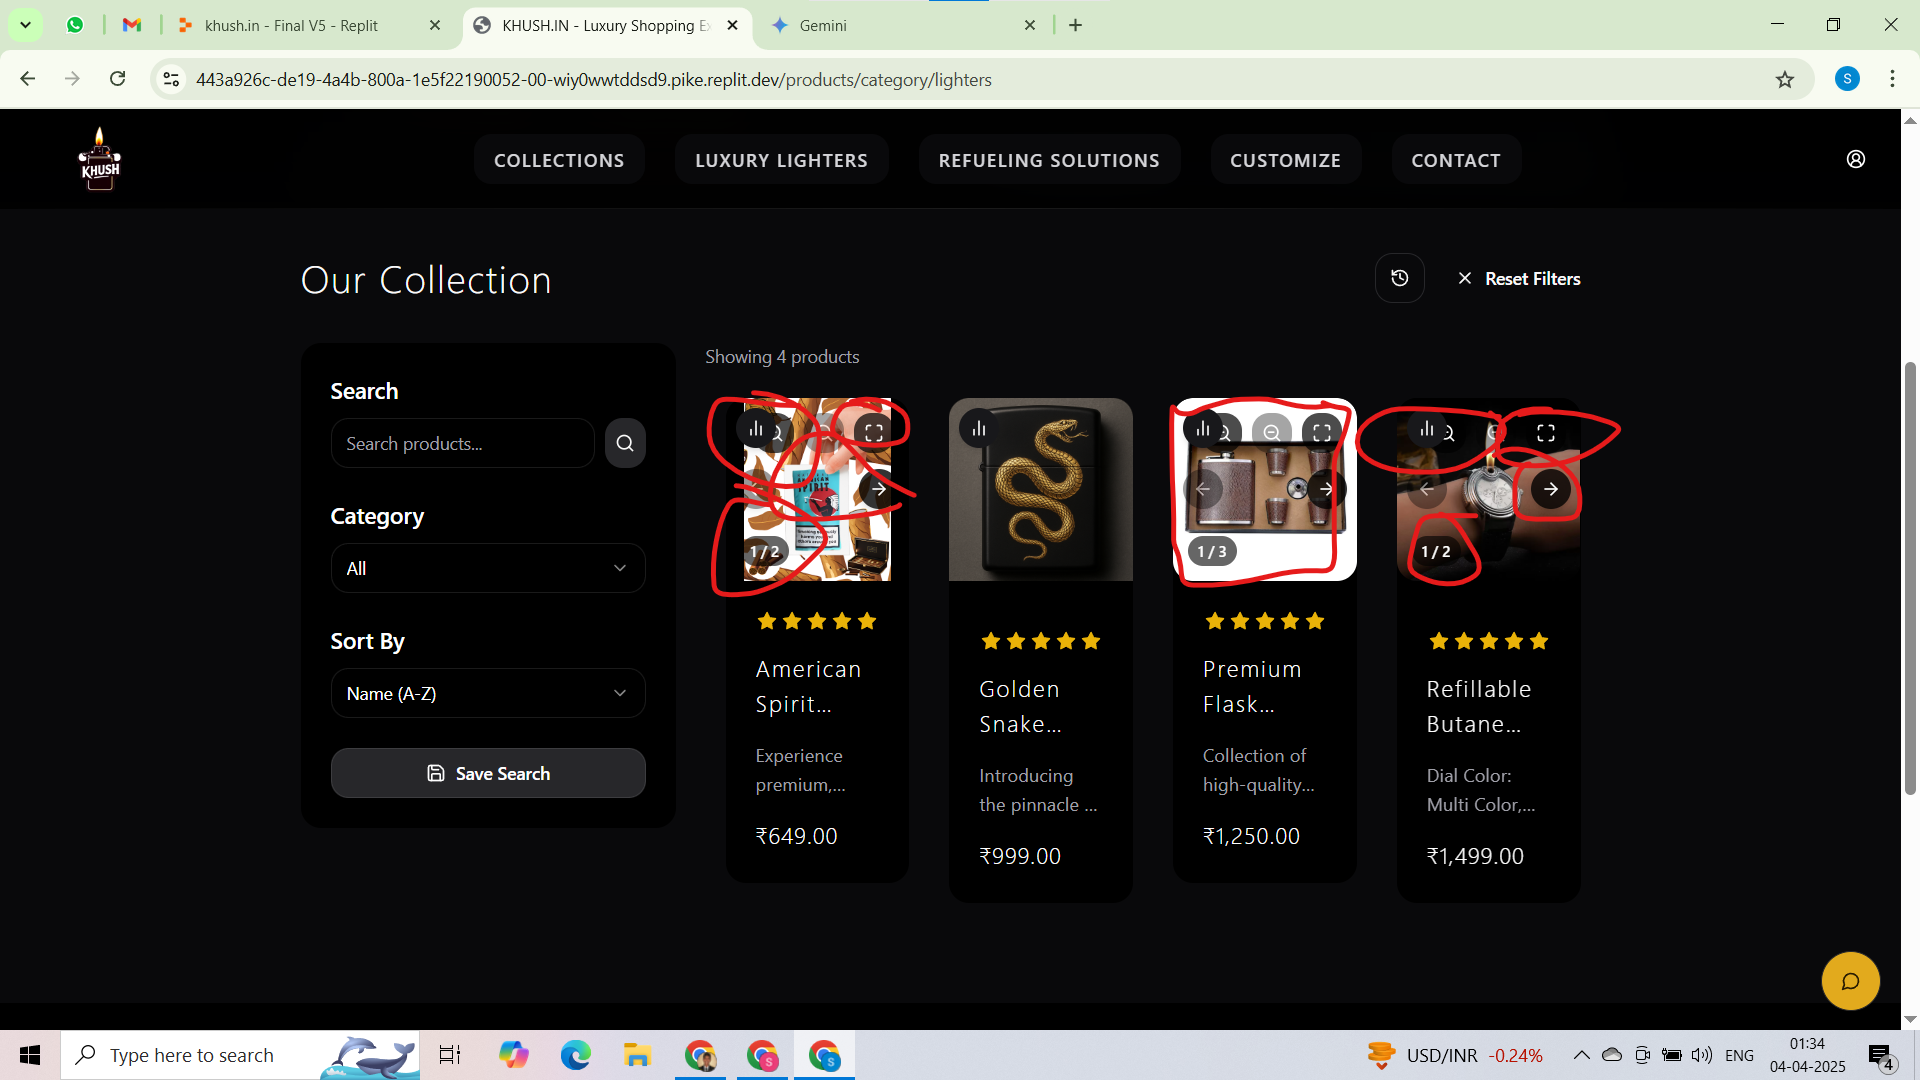 khush.in - Final V5 - Replit
KHUSH.IN - Luxury Shopping Ex
Gemini
443a926c-de19-4a4b-800a-1e5f22190052-00-wiy0wwtddsd9.pike.replit.dev/products/category/lighters
S
KHUSH
COLLECTIONS
LUXURY LIGHTERS
REFUELING SOLUTIONS
CUSTOMIZE
CONTACT
Our Collection
Reset Filters
Search
Search products...
Category
All
Sort By
Name (A-Z)
Save Search
Showing 4 products
SPIRIT
1 / 2
American
Spirit...
Experience
premium,...
₹649.00
Golden
Snake...
Introducing
the pinnacle ...
₹999.00
1 / 3
Premium
Flask...
Collection of
high-quality...
₹1,250.00
1 / 2
Refillable
Butane...
Dial Color:
Multi Color,...
₹1,499.00
Type here to search
S
S
USD/INR -0.24%
ENG
01:34
04-04-2025
4